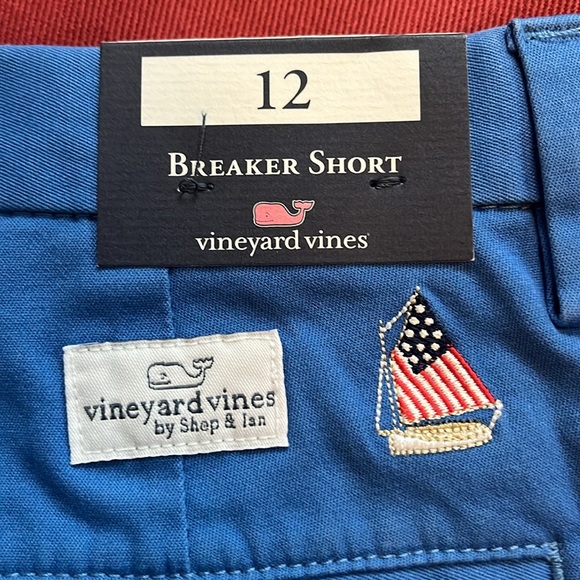 12
BREAKER SHORT
vineyard vines®
vineyard vines
by Shep & Ian